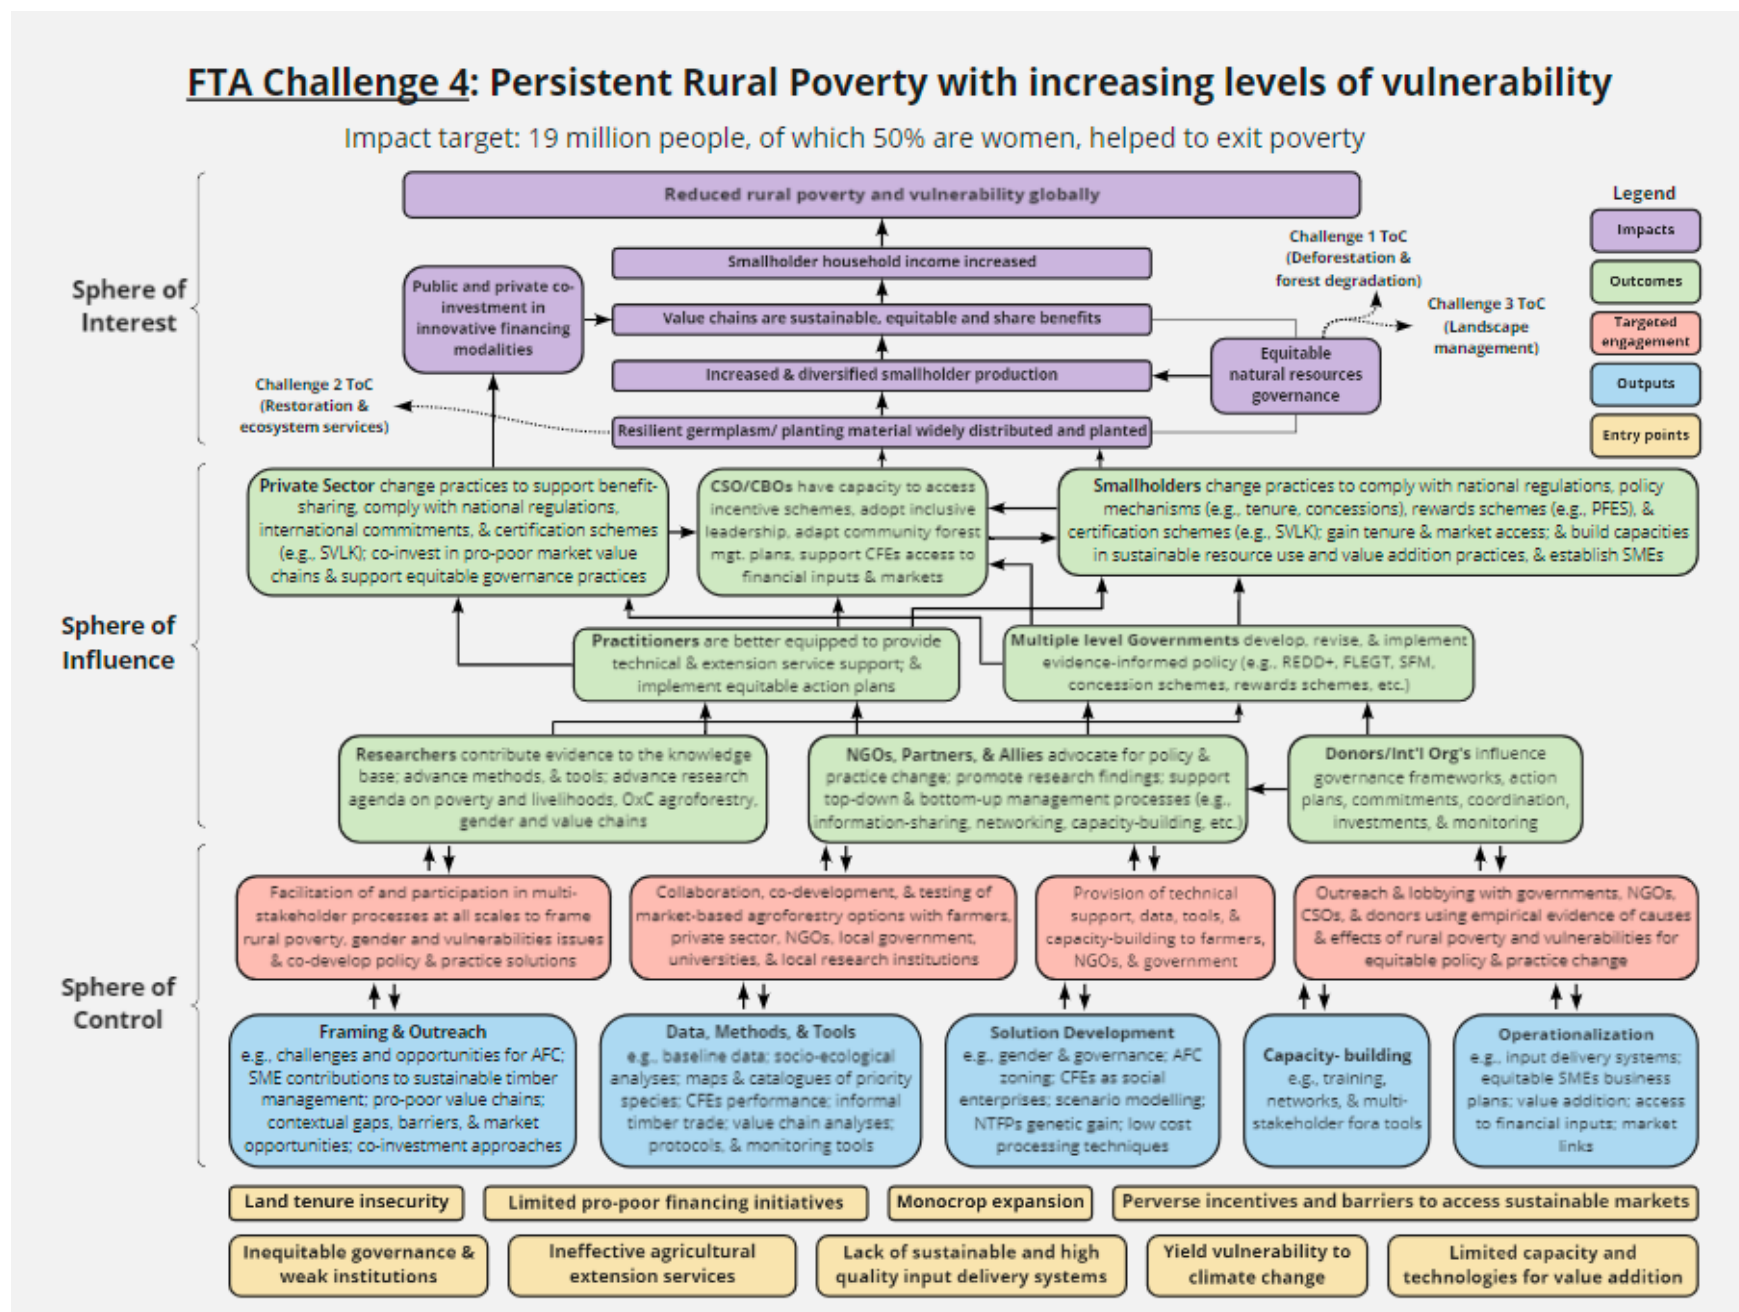 FTA Challenge 4: Persistent Rural Poverty with increasing levels of vulnerability
Impact target: 19 million people, of which 50% are women, helped to exit poverty
Sphere of
Interest
Reduced rural poverty and vulnerability globally
Smallholder household income increased
Public and private co-
investment in
innovative financing
modalities
Value chains are sustainable, equitable and share benefits
Increased & diversified smallholder production
Resilient germplasm/ planting material widely distributed and planted
Equitable
natural resources
governance
Challenge 1 ToC
(Deforestation &
forest degradation)
Challenge 3 ToC
(Landscape
management)
Challenge 2 ToC
(Restoration &
ecosystem services)
Legend
Impacts
Outcomes
Targeted
engagement
Outputs
Entry points
Sphere of
Influence
Private Sector change practices to support benefit-
sharing, comply with national regulations,
international commitments, & certification schemes
(e.g., SVLK); co-invest in pro-poor market value
chains & support equitable governance practices
CSO/CBOs have capacity to access
incentive schemes, adopt inclusive
leadership, adapt community forest
mgt. plans, support CFEs access to
financial inputs & markets
Smallholders change practices to comply with national regulations, policy
mechanisms (e.g., tenure, concessions), rewards schemes (e.g., PFES), &
certification schemes (e.g., SVLK); gain tenure & market access; & build capacities
in sustainable resource use and value addition practices, & establish SMEs
Practitioners are better equipped to provide
technical & extension service support; &
implement equitable action plans
Multiple level Governments develop, revise, & implement
evidence-informed policy (e.g., REDD+, FLEGT, SFM,
concession schemes, rewards schemes, etc.)
Researchers contribute evidence to the knowledge
base; advance methods, & tools; advance research
agenda on poverty and livelihoods, OxC agroforestry,
gender and value chains
NGOs, Partners, & Allies advocate for policy &
practice change; promote research findings; support
top-down & bottom-up management processes (e.g.,
information-sharing, networking, capacity-building, etc.)
Donors/Int'l Org's influence
governance frameworks, action
plans, commitments, coordination,
investments, & monitoring
Sphere of
Control
Facilitation of and participation in multi-
stakeholder processes at all scales to frame
rural poverty, gender and vulnerabilities issues
& co-develop policy & practice solutions
Collaboration, co-development, & testing of
market-based agroforestry options with farmers,
private sector, NGOs, local government,
universities, & local research institutions
Provision of technical
support, data, tools, &
capacity-building to farmers,
NGOs, & government
Outreach & lobbying with governments, NGOs,
CSOs, & donors using empirical evidence of causes
& effects of rural poverty and vulnerabilities for
equitable policy & practice change
Framing & Outreach
e.g., challenges and opportunities for AFC;
SME contributions to sustainable timber
management; pro-poor value chains;
contextual gaps, barriers, & market
opportunities; co-investment approaches
Data, Methods, & Tools
e.g., baseline data; socio-ecological
analyses; maps & catalogues of priority
species; CFEs performance; informal
timber trade; value chain analyses;
protocols, & monitoring tools
Solution Development
e.g., gender & governance; AFC
zoning; CFEs as social
enterprises; scenario modelling;
NTFPs genetic gain; low cost
processing techniques
Capacity- building
e.g., training,
networks, & multi-
stakeholder fora tools
Operationalization
e.g., input delivery systems;
equitable SMEs business
plans; value addition; access
to financial inputs; market
links
Land tenure insecurity
Limited pro-poor financing initiatives
Monocrop expansion
Perverse incentives and barriers to access sustainable markets
Inequitable governance &
weak institutions
Ineffective agricultural
extension services
Lack of sustainable and high
quality input delivery systems
Yield vulnerability to
climate change
Limited capacity and
technologies for value addition